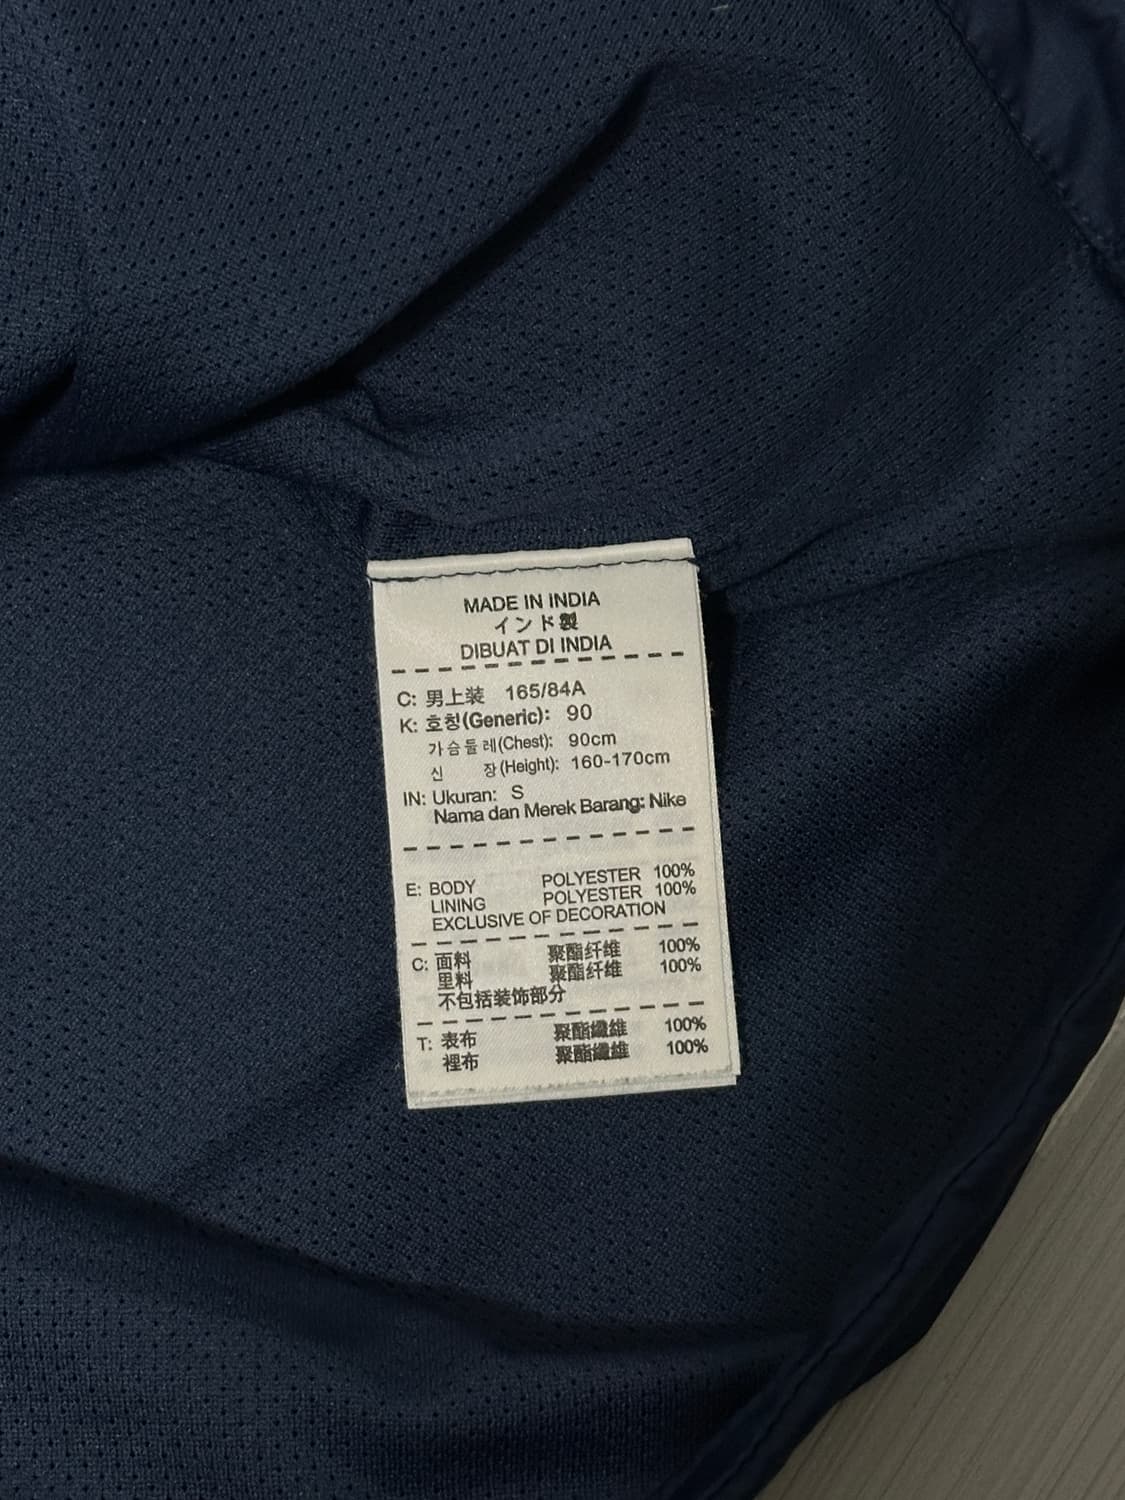 MADE IN INDIA
インド製
DIBUAT DI INDIA
C: 男上装 165/84A
K: 호칭(Generic): 90
가슴둘레(Chest): 90cm
신 장(Height): 160-170cm
IN: Ukuran: S
Nama dan Merek Barang: Nike
E: BODY POLYESTER 100%
LINING POLYESTER 100%
EXCLUSIVE OF DECORATION
C: 面料 聚酯纤维 100%
里料 聚酯纤维 100%
不包括装饰部分
T: 表布 聚酯纖維 100%
裡布 聚酯纖維 100%